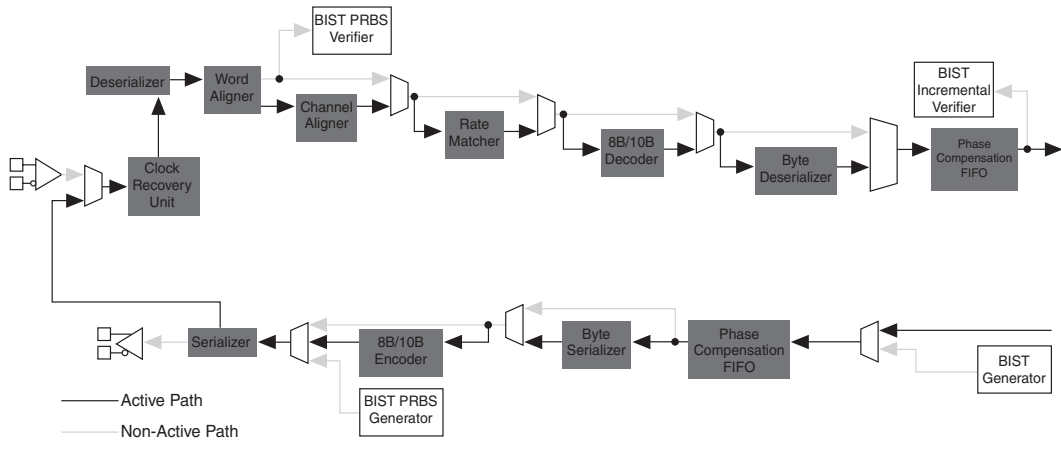 BIST PRBS
Verifier
Deserializer
Word
Aligner
Channel
Aligner
Rate
Matcher
8B/10B
Decoder
Byte
Deserializer
BIST
Incremental
Verifier
Phase
Compensation
FIFO
Clock
Recovery
Unit
Serializer
8B/10B
Encoder
BIST PRBS
Generator
Byte
Serializer
Phase
Compensation
FIFO
BIST
Generator
Active Path
Non-Active Path